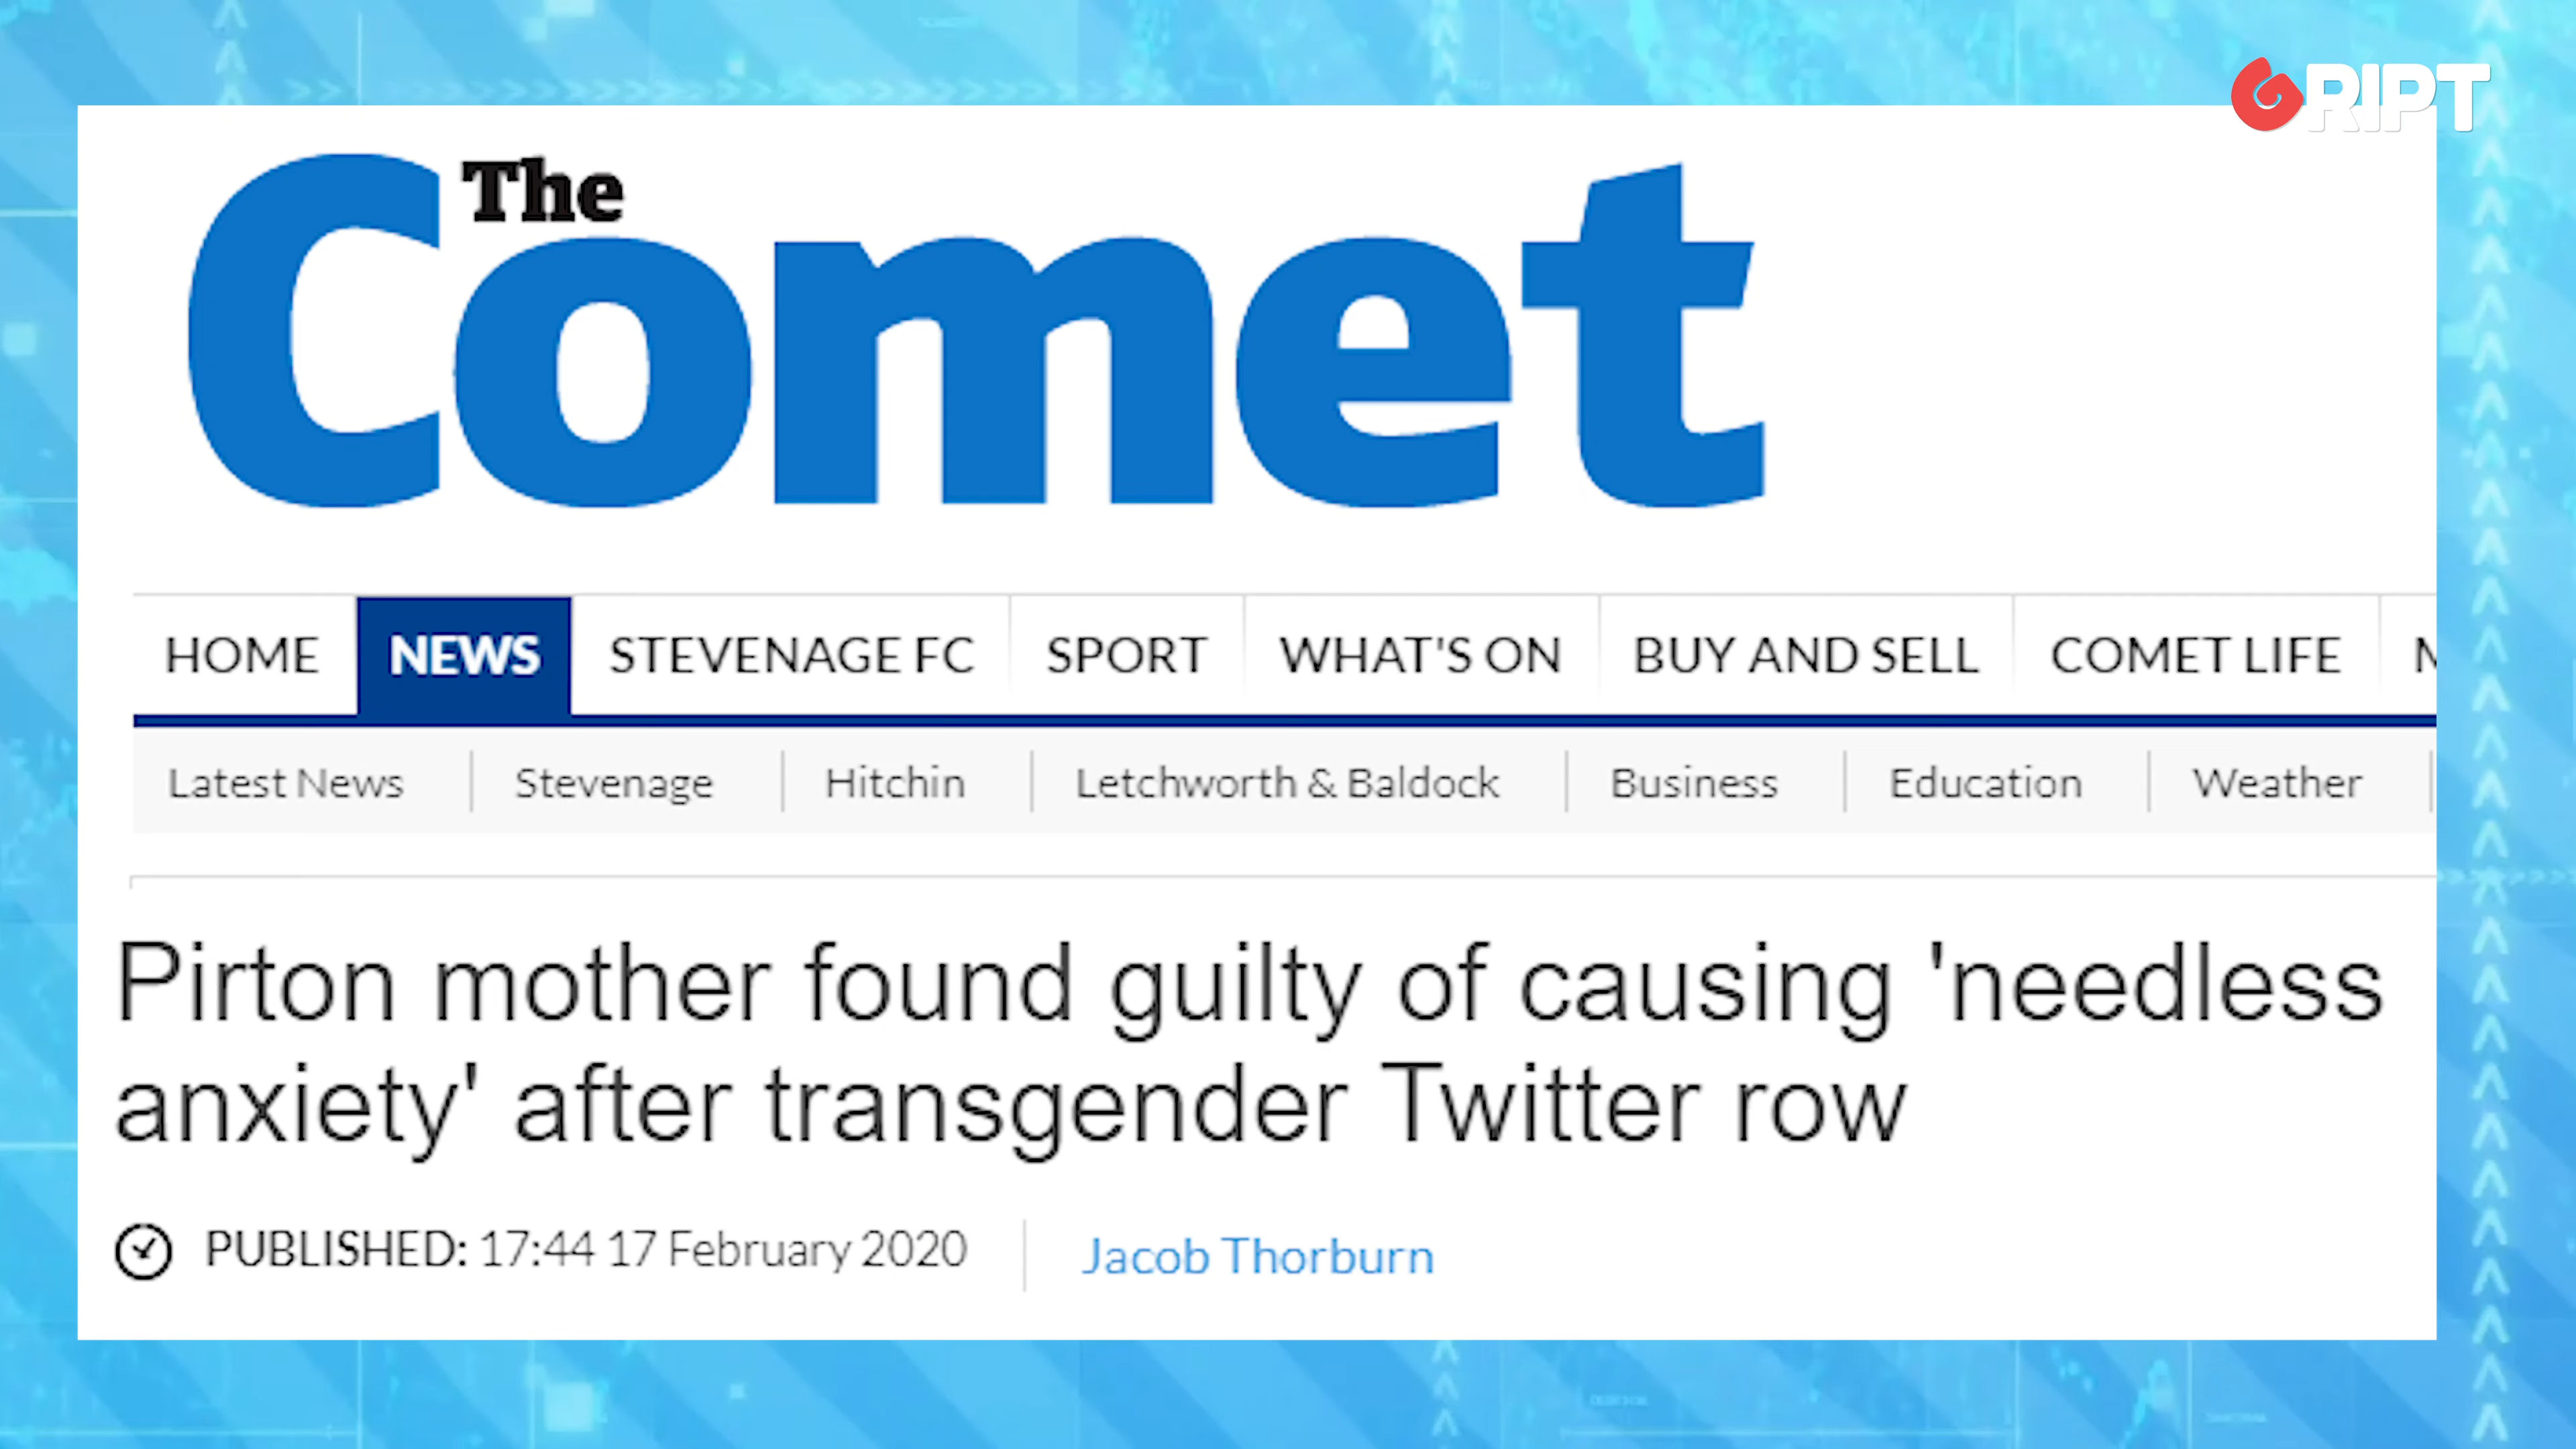 GRIPT
The
Comet
HOME NEWS STEVENAGE FC SPORT WHAT'S ON BUY AND SELL COMET LIFE
Latest News Stevenage Hitchin Letchworth & Baldock Business Education Weather
Pirton mother found guilty of causing 'needless
anxiety' after transgender Twitter row
PUBLISHED: 17:44 17 February 2020 Jacob Thorburn